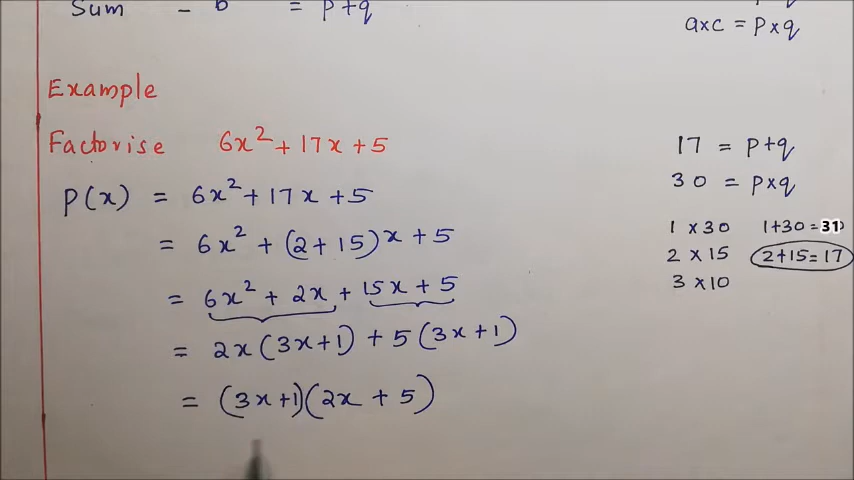 Sum - b = p+q
a×c = p×q
Example
Factorise 6x² + 17x + 5
17 = p+q
30 = p×q
P(x) = 6x² + 17x + 5
= 6x² + (2 + 15)x + 5
1 × 30 1+30 = 31)
2 × 15 2+15 = 17
3 × 10
= 6x² + 2x + 15x + 5
= 2x(3x+1) + 5(3x+1)
= (3x+1)(2x + 5)